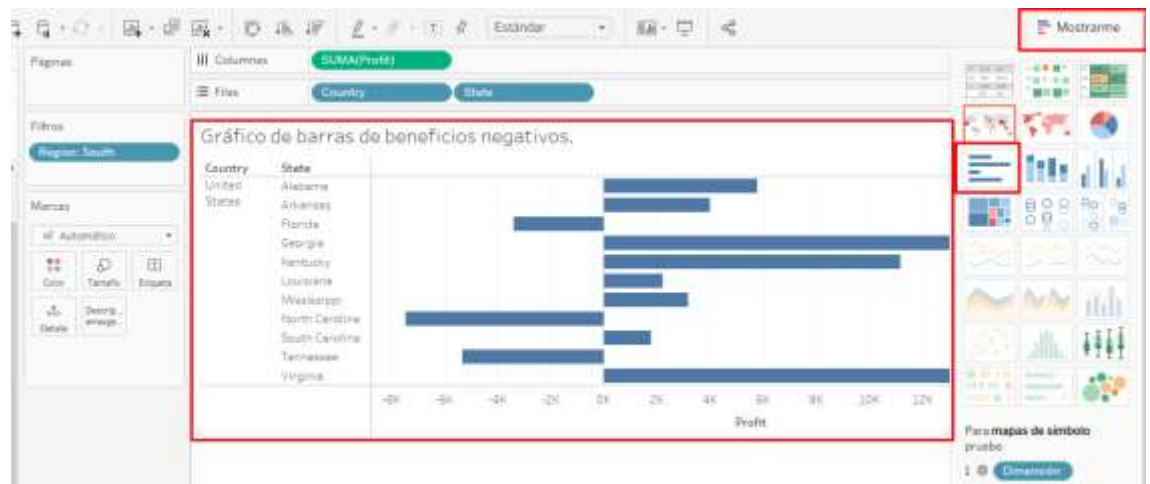 Estándar
Mostrarme
Páginas
Columnas
SUMA(Profit)
Filas
Country
State
Filtros
Region: South
Gráfico de barras de beneficios negativos.
Country
State
United States
Alabama
Arkansas
Florida
Georgia
Kentucky
Louisiana
Mississippi
North Carolina
South Carolina
Tennessee
Virginia
-8K -6K -4K -2K 0K 2K 4K 6K 8K 10K 12K
Profit
Marcas
Automático
Color
Tamaño
Etiqueta
Detalle
Descrip.
emerge..
Para mapas de símbolo
pruebe
1
Dimensión